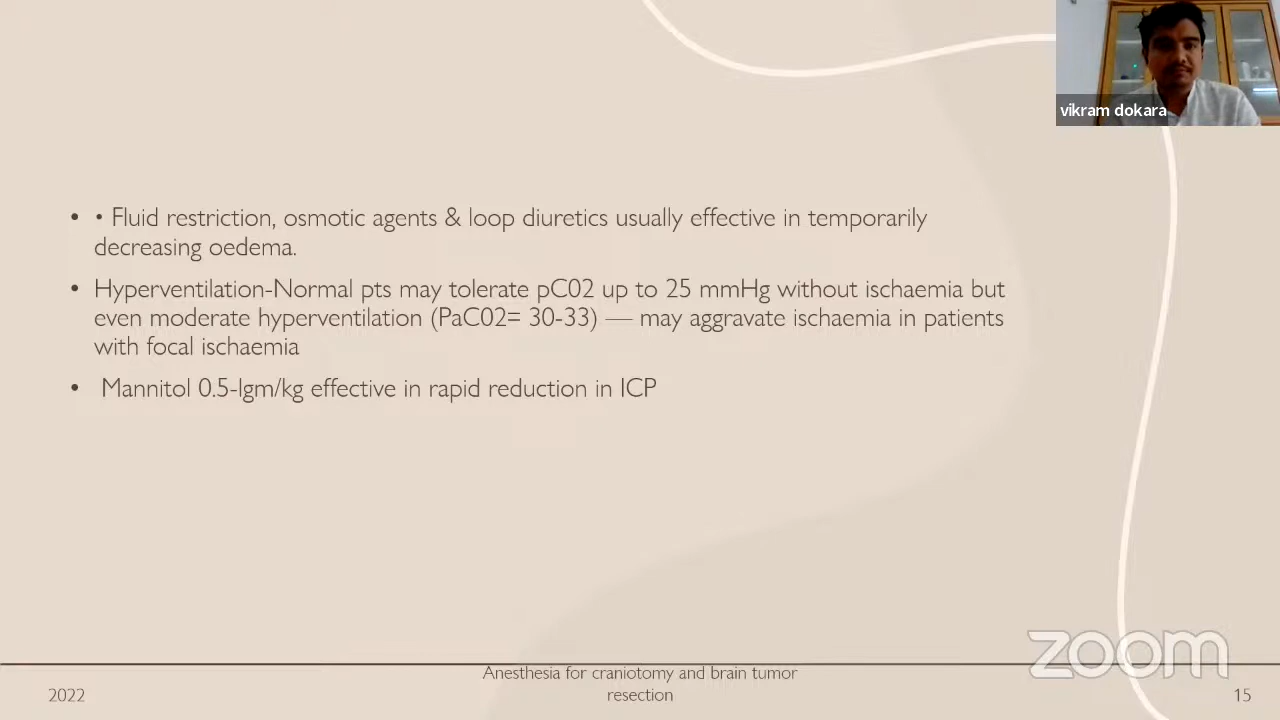 vikram dokara
• • Fluid restriction, osmotic agents & loop diuretics usually effective in temporarily
decreasing oedema.
• Hyperventilation-Normal pts may tolerate pC02 up to 25 mmHg without ischaemia but
even moderate hyperventilation (PaC02= 30-33) — may aggravate ischaemia in patients
with focal ischaemia
• Mannitol 0.5-lgm/kg effective in rapid reduction in ICP
zoom
Anesthesia for craniotomy and brain tumor
resection
2022
15